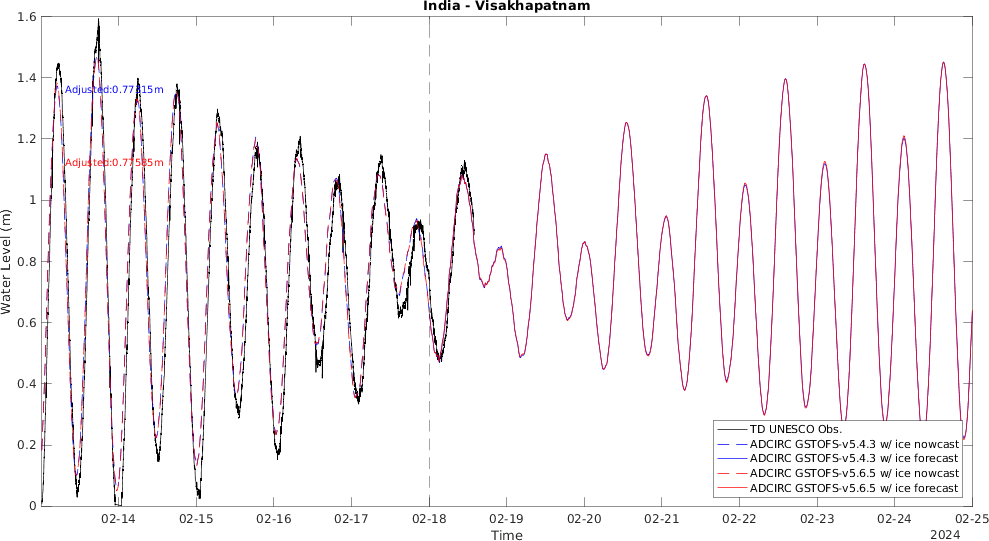 India - Visakhapatnam
1.6
1.4
1.2
1
0.8
0.6
0.4
0.2
0
Water Level (m)
Adjusted:0.77315m
Adjusted:0.77585m
TD UNESCO Obs.
ADCIRC GSTOFS-v5.4.3 w/ ice nowcast
ADCIRC GSTOFS-v5.4.3 w/ ice forecast
ADCIRC GSTOFS-v5.6.5 w/ ice nowcast
ADCIRC GSTOFS-v5.6.5 w/ ice forecast
02-14 02-15 02-16 02-17 02-18 02-19 02-20 02-21 02-22 02-23 02-24 02-25
Time
2024